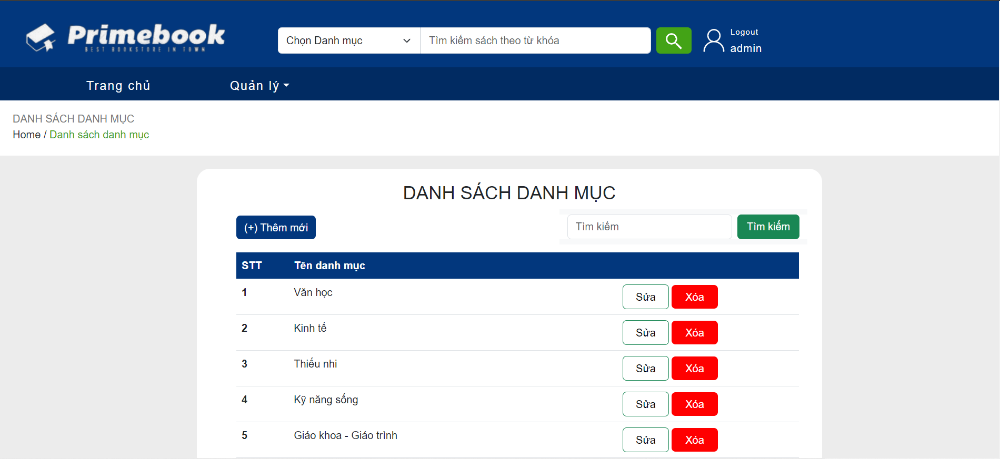 Primebook
BEST BOOKSTORE IN TOWN
Chọn Danh mục
Tìm kiếm sách theo từ khóa
Logout
admin
Trang chủ
Quản lý
DANH SÁCH DANH MỤC
Home / Danh sách danh mục
DANH SÁCH DANH MỤC
(+) Thêm mới
Tìm kiếm
Tìm kiếm
STT Tên danh mục
1 Văn học Sửa Xóa
2 Kinh tế Sửa Xóa
3 Thiếu nhi Sửa Xóa
4 Kỹ năng sống Sửa Xóa
5 Giáo khoa - Giáo trình Sửa Xóa